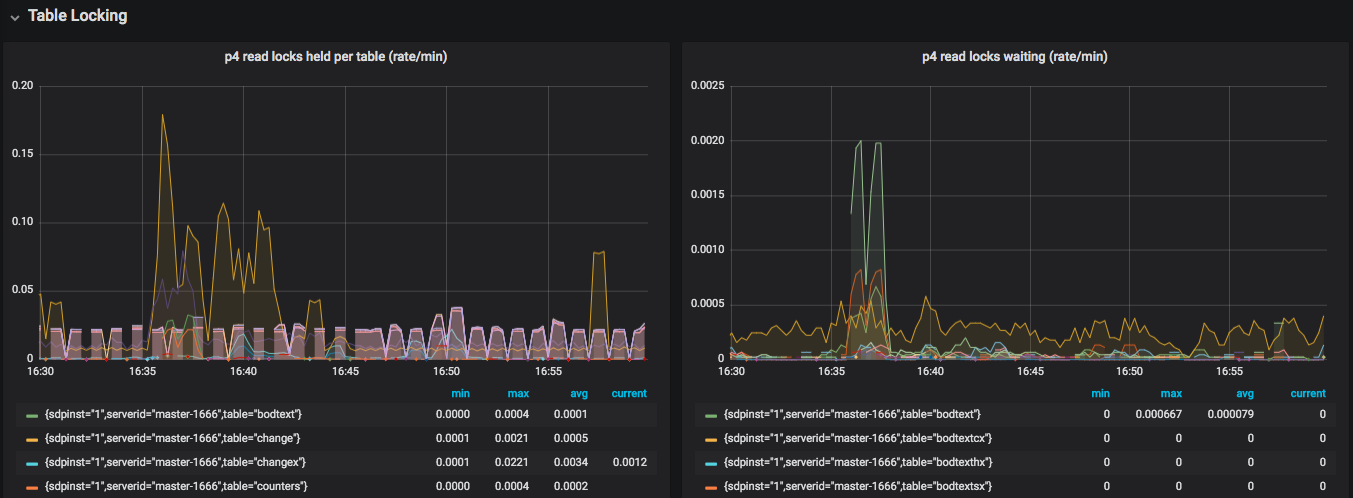 Table Locking
p4 read locks held per table (rate/min)
0.20
0.15
0.10
0.05
0
16:30 16:35 16:40 16:45 16:50 16:55
min max avg current
{sdpinst="1",serverid="master-1666",table="bodtext"} 0.0000 0.0004 0.0001
{sdpinst="1",serverid="master-1666",table="change"} 0.0001 0.0021 0.0005
{sdpinst="1",serverid="master-1666",table="changex"} 0.0001 0.0221 0.0034 0.0012
{sdpinst="1",serverid="master-1666",table="counters"} 0.0000 0.0004 0.0002
p4 read locks waiting (rate/min)
0.0025
0.0020
0.0015
0.0010
0.0005
0
16:30 16:35 16:40 16:45 16:50 16:55
min max avg current
{sdpinst="1",serverid="master-1666",table="bodtext"} 0 0.000667 0.000079 0
{sdpinst="1",serverid="master-1666",table="bodtextcx"} 0 0 0 0
{sdpinst="1",serverid="master-1666",table="bodtexthx"} 0 0 0 0
{sdpinst="1",serverid="master-1666",table="bodtextsx"} 0 0 0 0